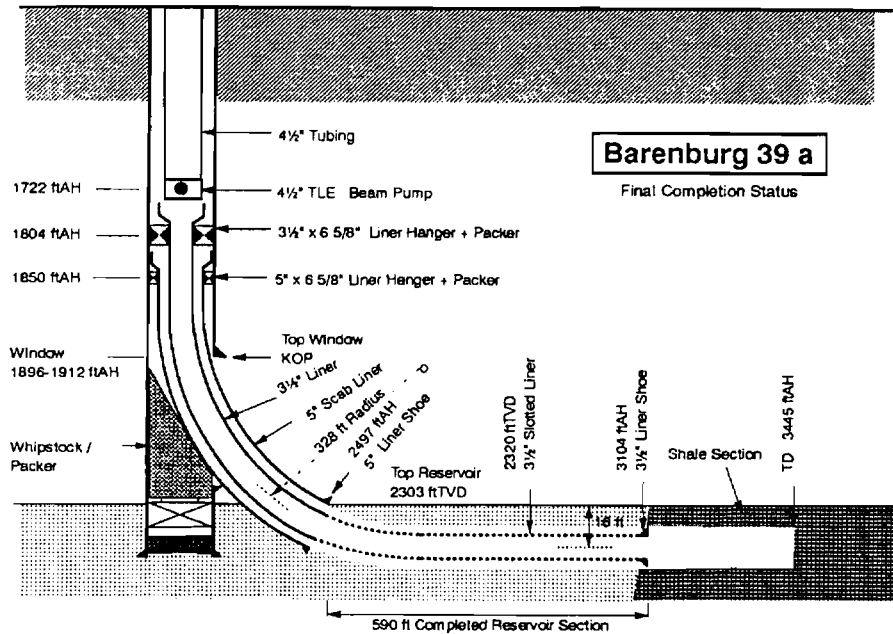 Barenburg 39 a
Final Completion Status
4½" Tubing
1722 ftAH
4½" TLE Beam Pump
1804 ftAH
3½" x 6 5/8" Liner Hanger + Packer
1850 ftAH
5" x 6 5/8" Liner Hanger + Packer
Window
1896-1912 ftAH
Top Window
KOP
3½" Liner
5" Scab Liner
328 ft Radius
2497 ftAH
5" Liner Shoe
Whipstock /
Packer
Top Reservoir
2303 ftTVD
2320 ftTVD
3½" Slotted Liner
3104 ftAH
3½" Liner Shoe
Shale Section
TD 3445 ftAH
16 ft
590 ft Completed Reservoir Section